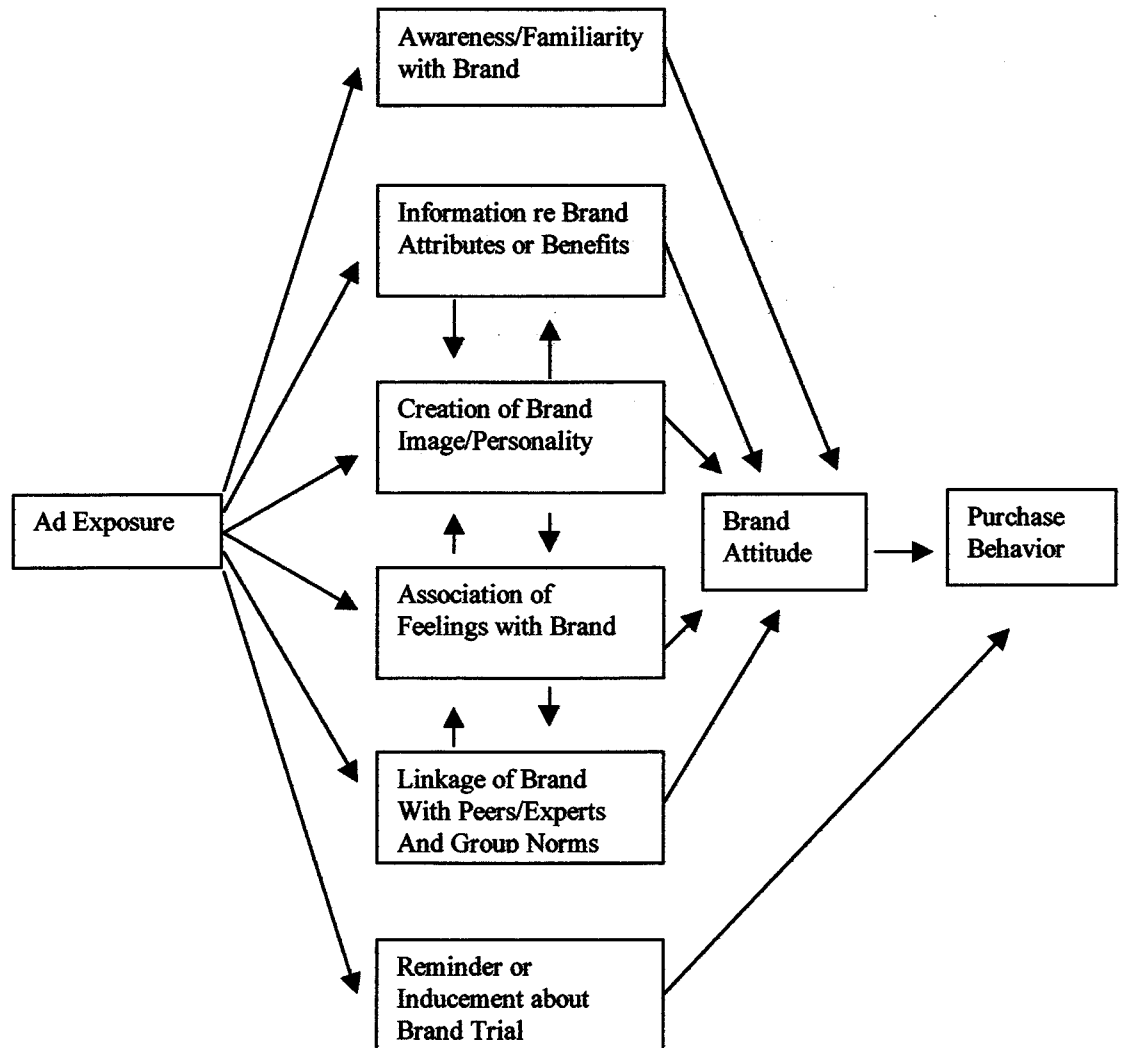 Awareness/Familiarity
with Brand
Information re Brand
Attributes or Benefits
Creation of Brand
Image/Personality
Ad Exposure
Brand
Attitude
Purchase
Behavior
Association of
Feelings with Brand
Linkage of Brand
With Peers/Experts
And Group Norms
Reminder or
Inducement about
Brand Trial